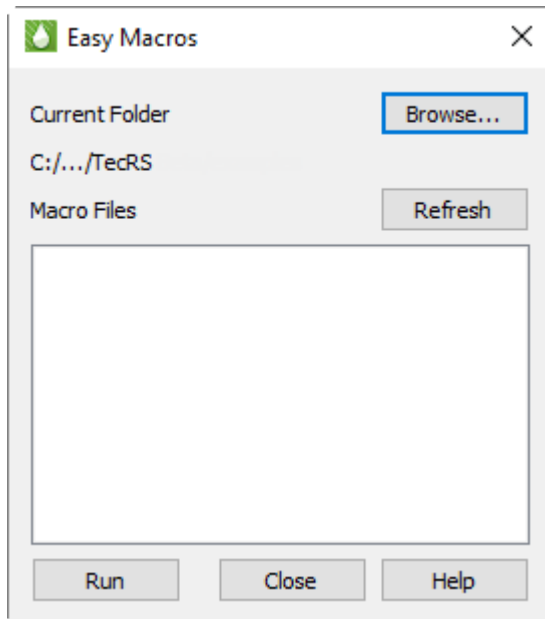 Easy Macros
Current Folder Browse...
C:/.../TecRS
Macro Files Refresh
Run Close Help